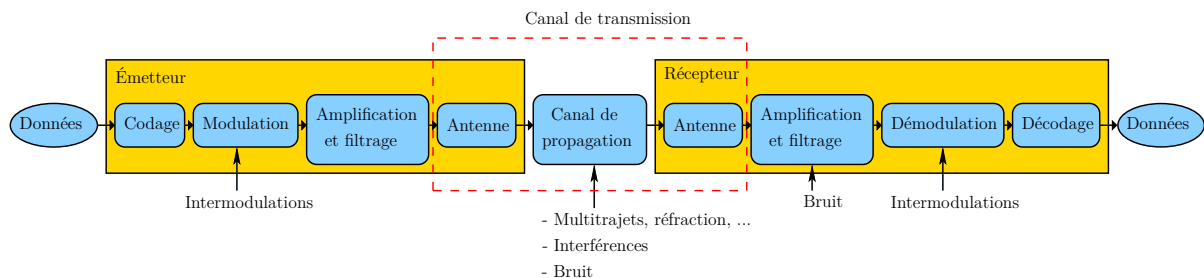 Canal de transmission
Émetteur
Récepteur
Données
Codage
Modulation
Amplification
et filtrage
Antenne
Canal de
propagation
Antenne
Amplification
et filtrage
Démodulation
Décodage
Données
Intermodulations
- Multitrajets, réfraction, ...
- Interférences
- Bruit
Bruit
Intermodulations